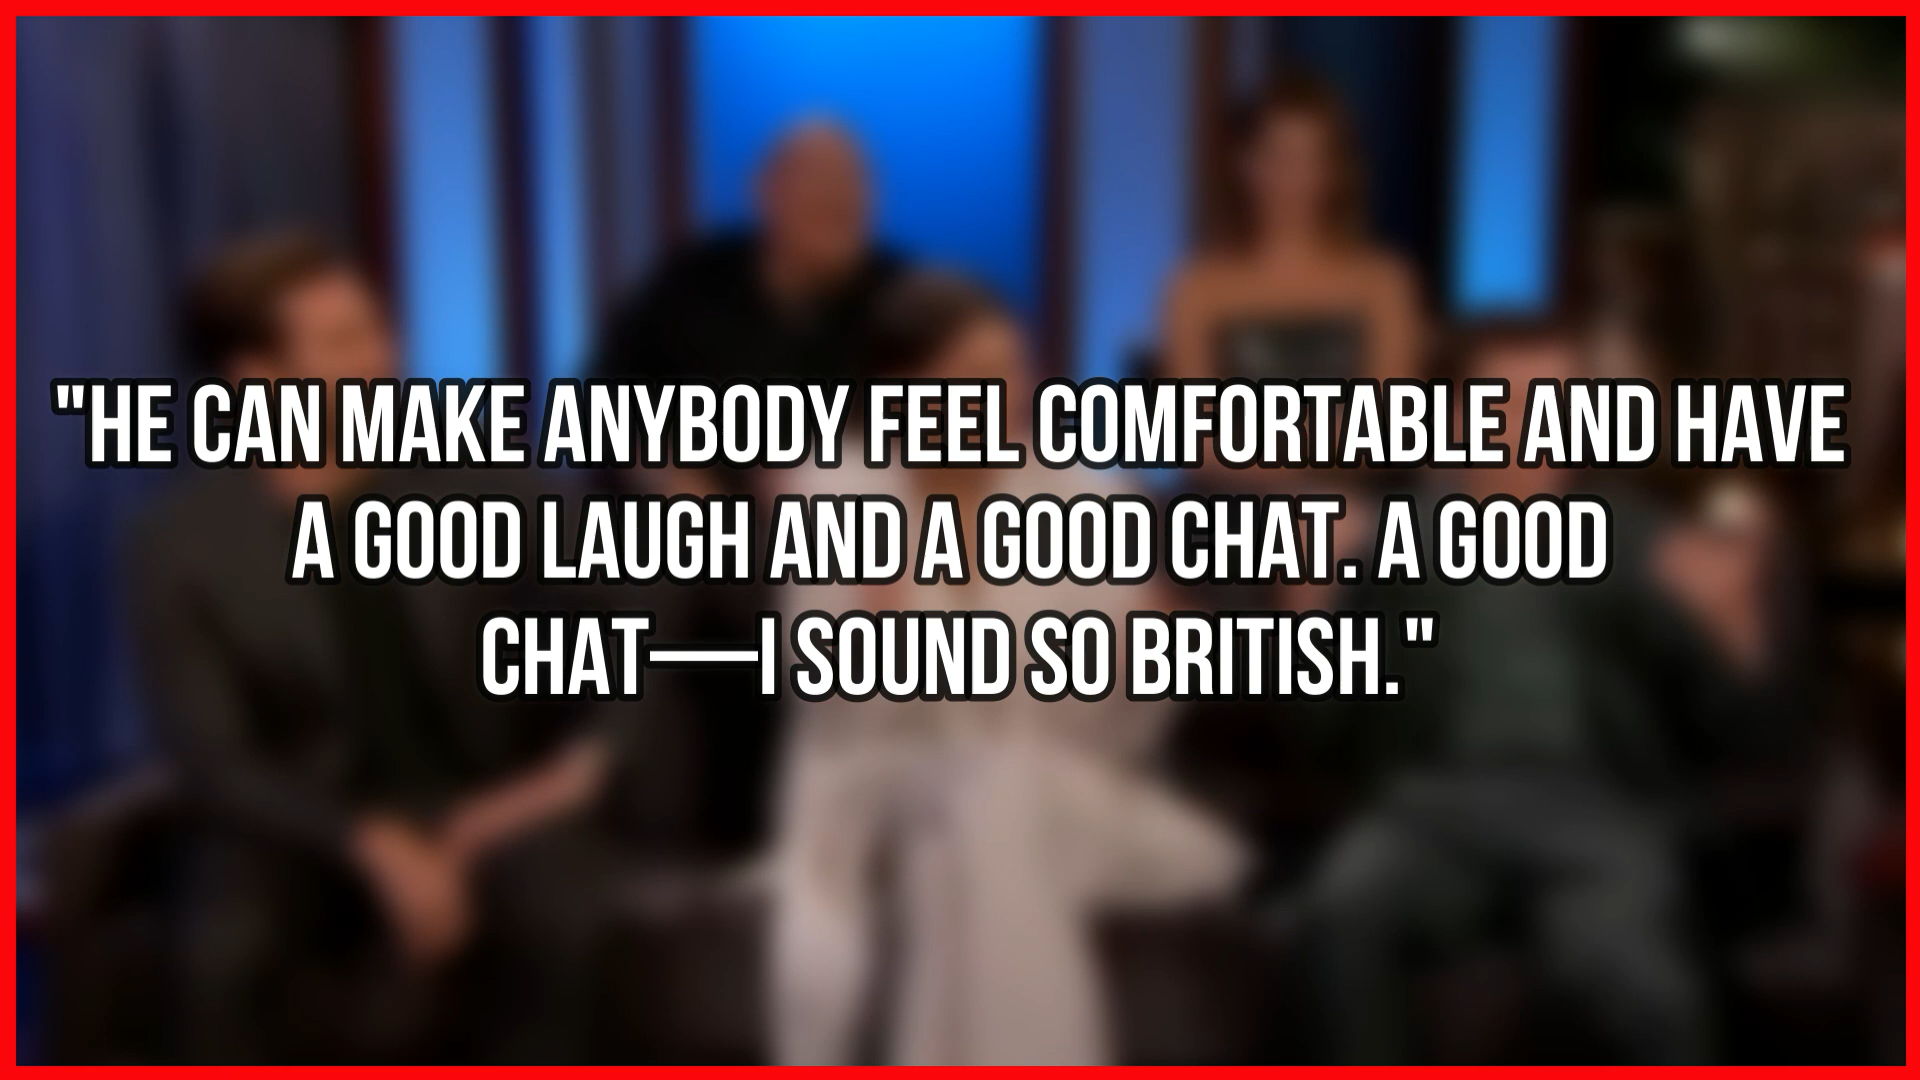 "HE CAN MAKE ANYBODY FEEL COMFORTABLE AND HAVE
A GOOD LAUGH AND A GOOD CHAT. A GOOD
CHAT—I SOUND SO BRITISH."